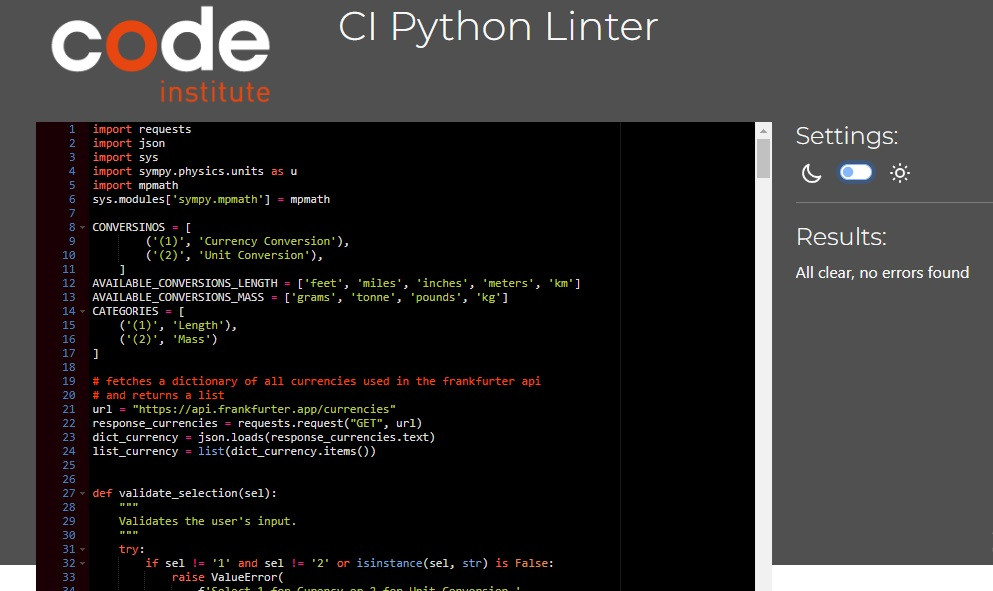 code
institute
CI Python Linter
1 import requests
2 import json
3 import sys
4 import sympy.physics.units as u
5 import mpmath
6 sys.modules['sympy.mpmath'] = mpmath
7
8 CONVERSINOS = [
9 ('(1)', 'Currency Conversion'),
10 ('(2)', 'Unit Conversion'),
11 ]
12 AVAILABLE_CONVERSIONS_LENGTH = ['feet', 'miles', 'inches', 'meters', 'km']
13 AVAILABLE_CONVERSIONS_MASS = ['grams', 'tonne', 'pounds', 'kg']
14 CATEGORIES = [
15 ('(1)', 'Length'),
16 ('(2)', 'Mass')
17 ]
18
19 # fetches a dictionary of all currencies used in the frankfurter api
20 # and returns a list
21 url = "https://api.frankfurter.app/currencies"
22 response_currencies = requests.request("GET", url)
23 dict_currency = json.loads(response_currencies.text)
24 list_currency = list(dict_currency.items())
25
26
27 def validate_selection(sel):
28 """
29 Validates the user's input.
30 """
31 try:
32 if sel != '1' and sel != '2' or isinstance(sel, str) is False:
33 raise ValueError(
Settings:
Results:
All clear, no errors found